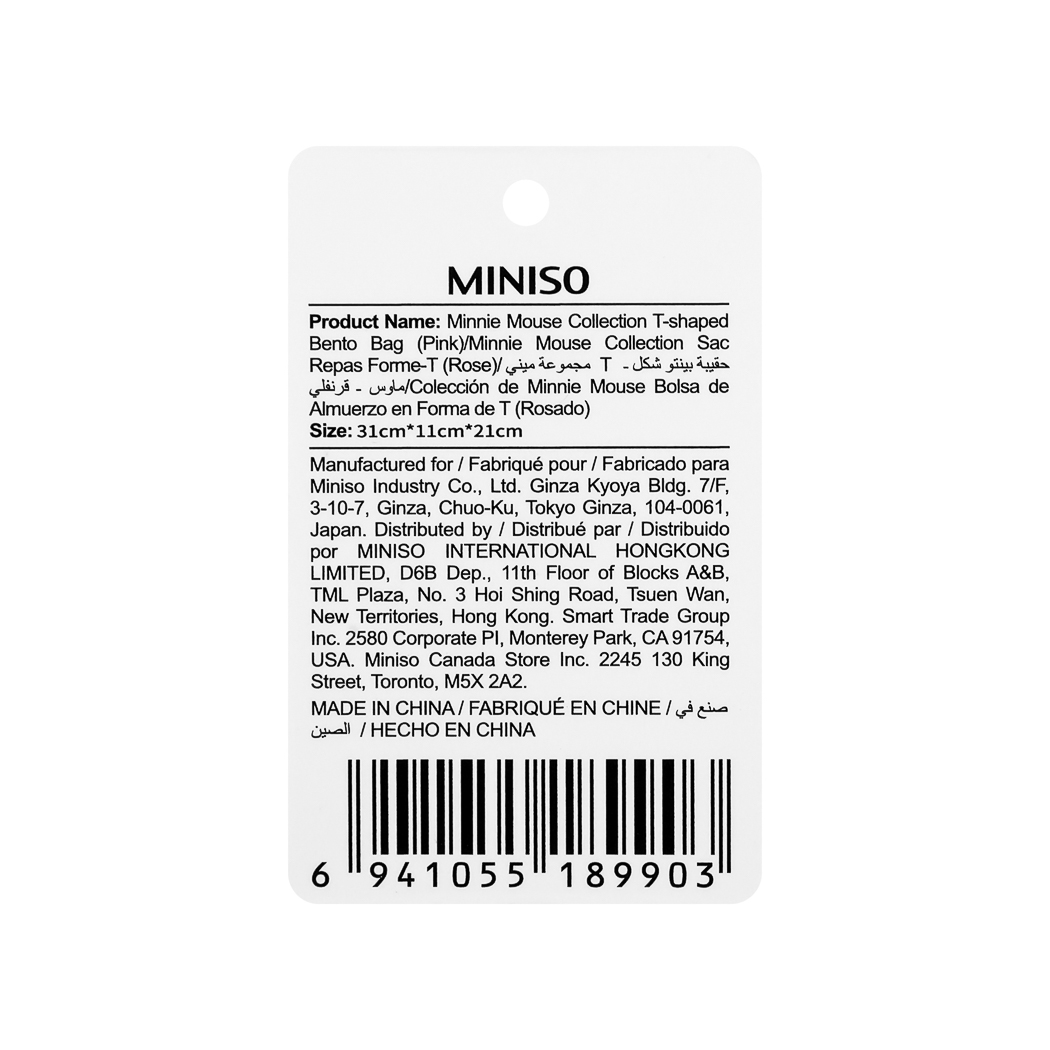 MINISO
Product Name: Minnie Mouse Collection T-shaped
Bento Bag (Pink)/Minnie Mouse Collection Sac
Repas Forme-T (Rose)/ مجموعة ميني T - حقيبة بينتو شكل
ماوس - قرنفلي/Colección de Minnie Mouse Bolsa de
Almuerzo en Forma de T (Rosado)
Size: 31cm*11cm*21cm
Manufactured for / Fabriqué pour / Fabricado para
Miniso Industry Co., Ltd. Ginza Kyoya Bldg. 7/F,
3-10-7, Ginza, Chuo-Ku, Tokyo Ginza, 104-0061,
Japan. Distributed by / Distribué par / Distribuido
por MINISO INTERNATIONAL HONGKONG
LIMITED, D6B Dep., 11th Floor of Blocks A&B,
TML Plaza, No. 3 Hoi Shing Road, Tsuen Wan,
New Territories, Hong Kong. Smart Trade Group
Inc. 2580 Corporate Pl, Monterey Park, CA 91754,
USA. Miniso Canada Store Inc. 2245 130 King
Street, Toronto, M5X 2A2.
MADE IN CHINA / FABRIQUÉ EN CHINE / صنع في
الصين / HECHO EN CHINA
6 941055 189903